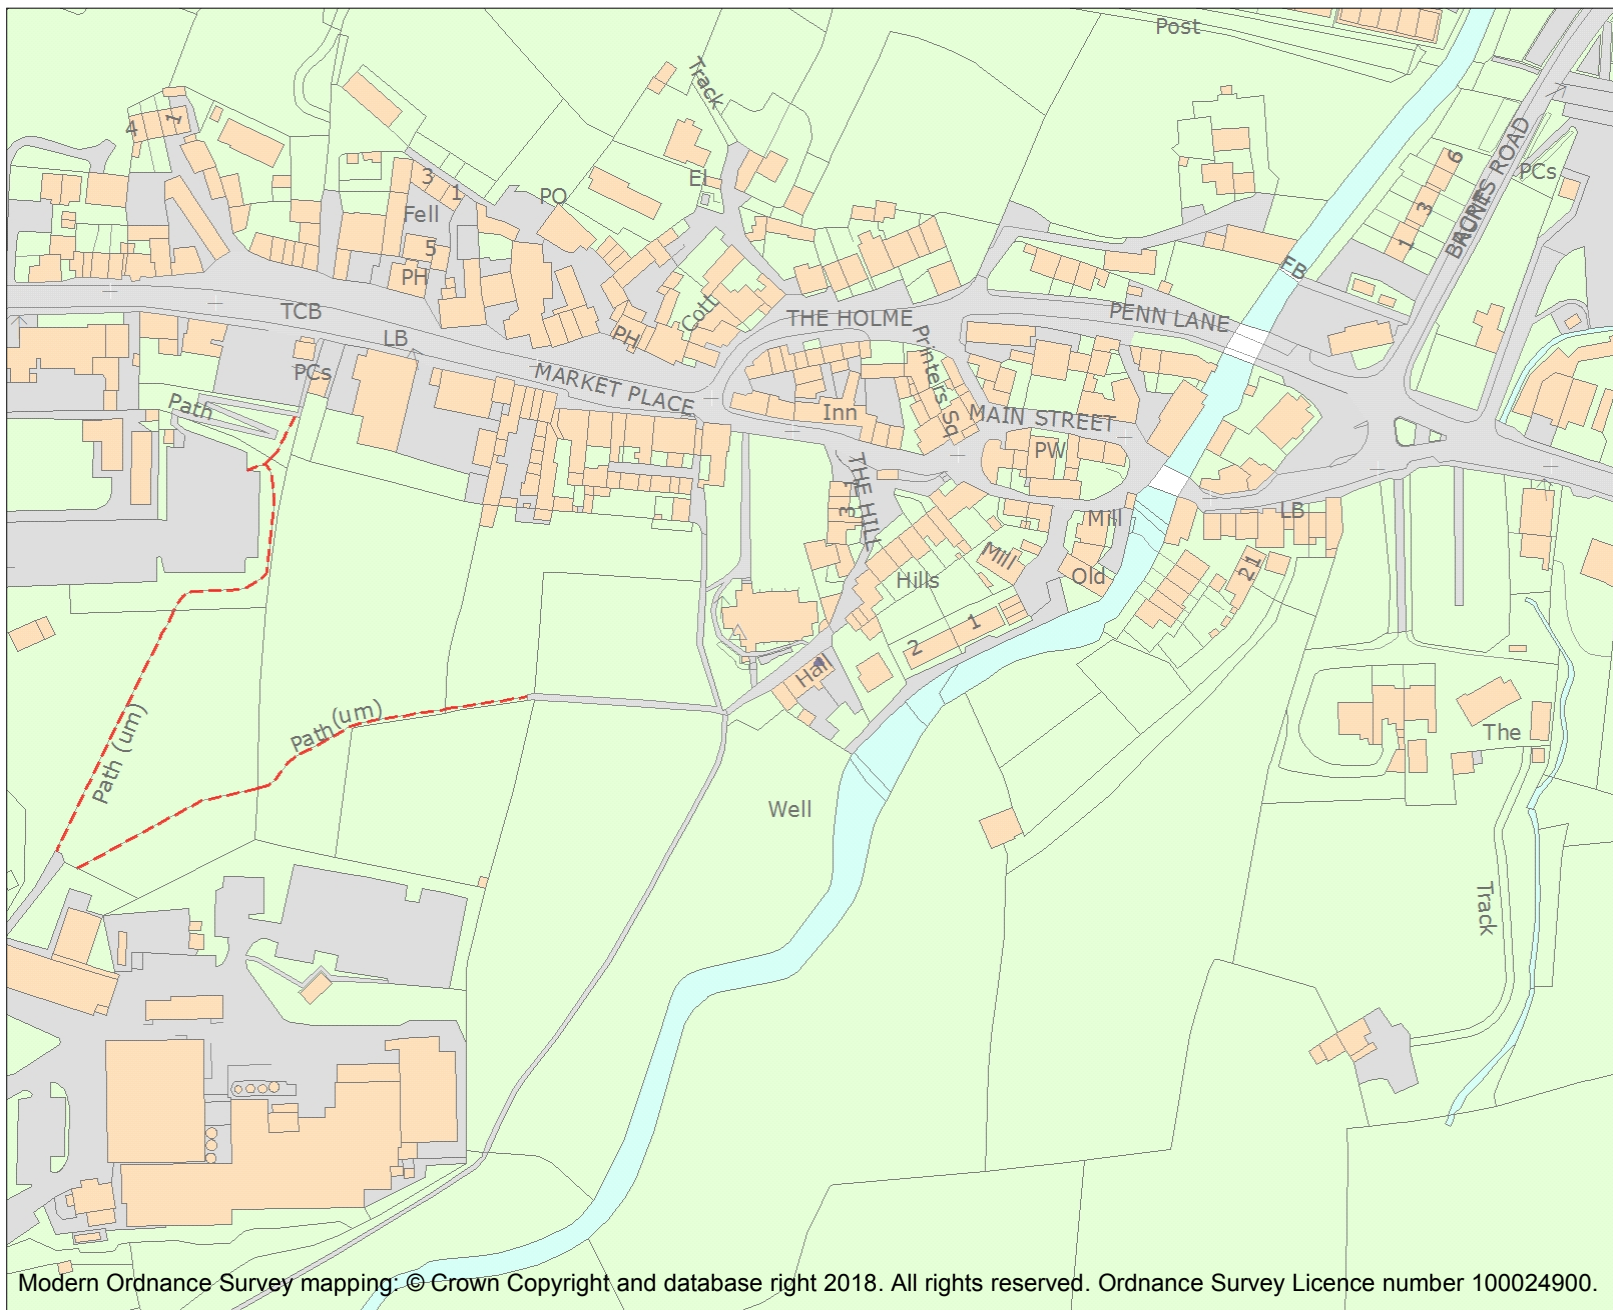 Post
Track
4
1
PCs
6
3
1
BACK
ACRES ROAD
El
PO
3
1
Fell
5
PH
FB
TCB
LB
PH
Cott
THE HOLME
PENN LANE
Printers Sq
PCs
MARKET PLACE
Path
Inn
MAIN STREET
PW
THE HILL
1
3
Mill
LB
Mill
Old
Hills
21
1
2
Hall
Path (um)
Path (um)
The
Well
Track
Modern Ordnance Survey mapping: © Crown Copyright and database right 2018. All rights reserved. Ordnance Survey Licence number 100024900.